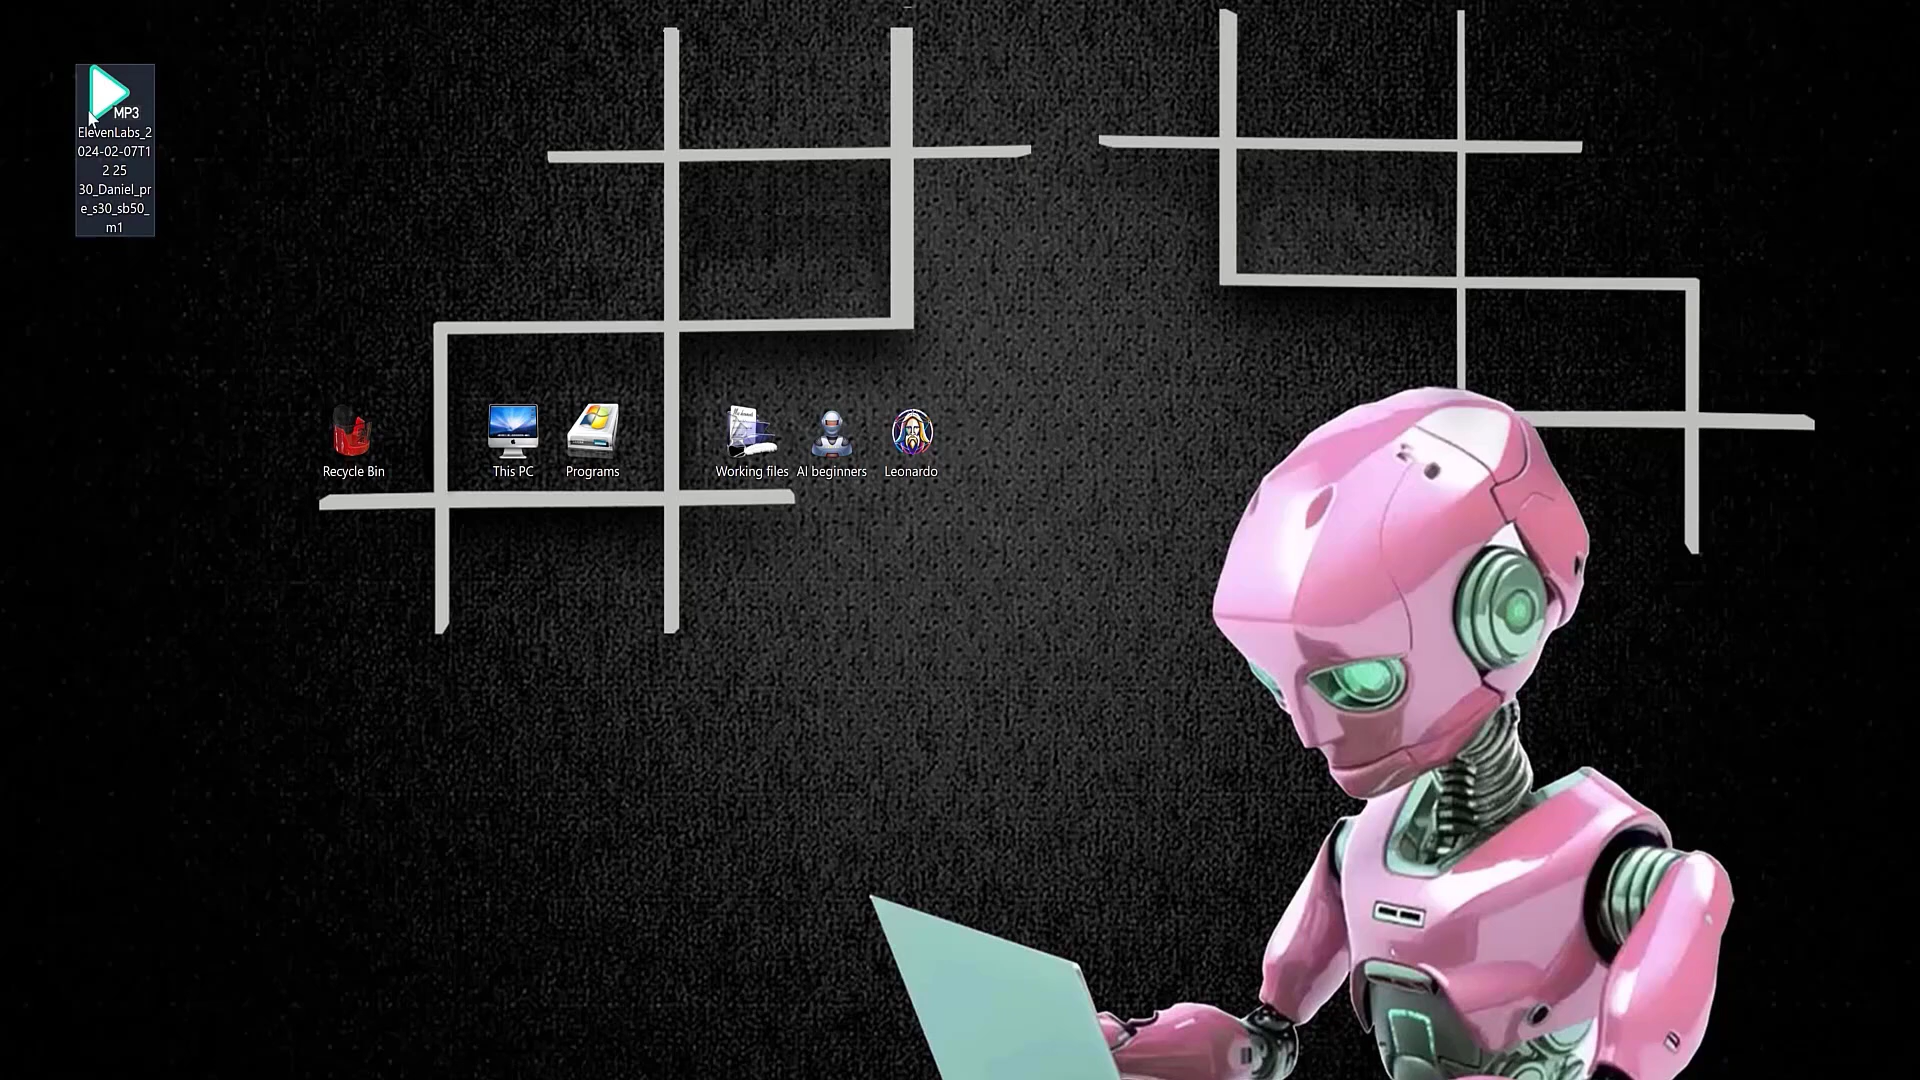 MP3
ElevenLabs_2
024-02-07T1
2 25
30_Daniel_pr
e_s30_sb50_
m1
Recycle Bin
This PC
Programs
Working files
AI beginners
Leonardo